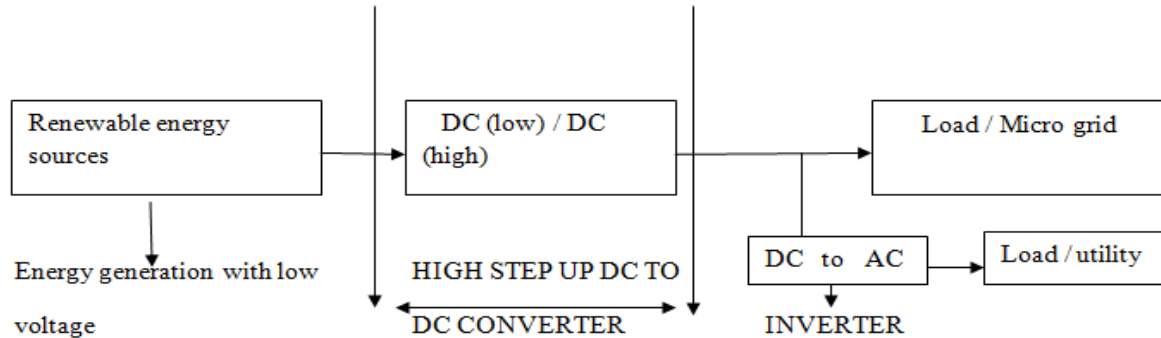 Renewable energy
sources
DC (low) / DC
(high)
Load / Micro grid
DC to AC
Load / utility
Energy generation with low
voltage
HIGH STEP UP DC TO
DC CONVERTER
INVERTER